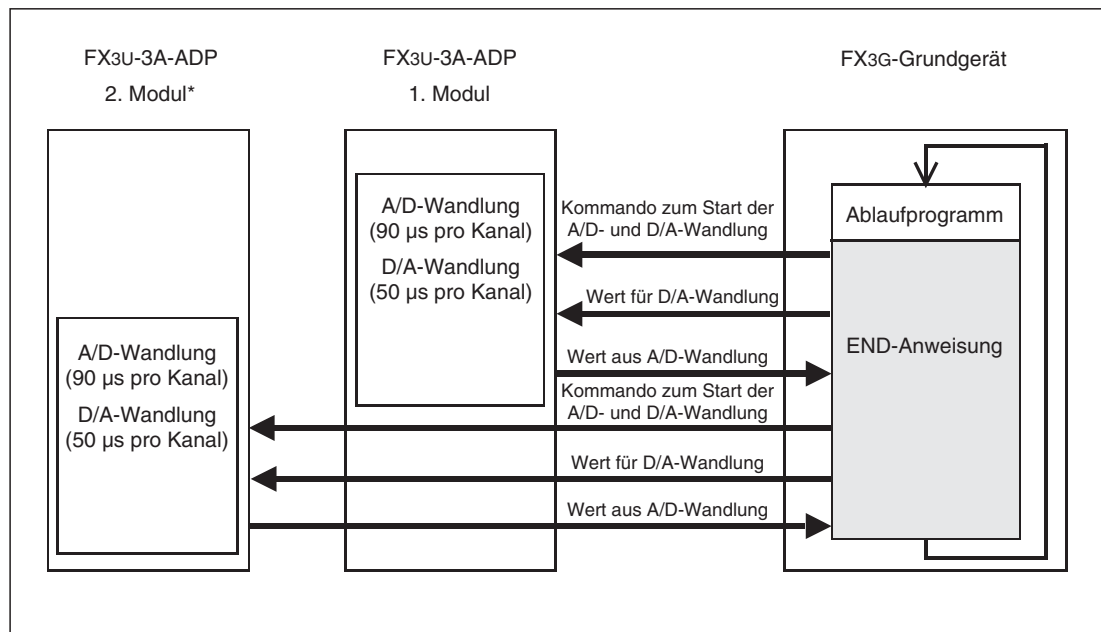 FX3U-3A-ADP
2. Modul*
FX3U-3A-ADP
1. Modul
FX3G-Grundgerät
A/D-Wandlung
(90 µs pro Kanal)
D/A-Wandlung
(50 µs pro Kanal)
A/D-Wandlung
(90 µs pro Kanal)
D/A-Wandlung
(50 µs pro Kanal)
Kommando zum Start der
A/D- und D/A-Wandlung
Wert für D/A-Wandlung
Wert aus A/D-Wandlung
Kommando zum Start der
A/D- und D/A-Wandlung
Wert für D/A-Wandlung
Wert aus A/D-Wandlung
Ablaufprogramm
END-Anweisung